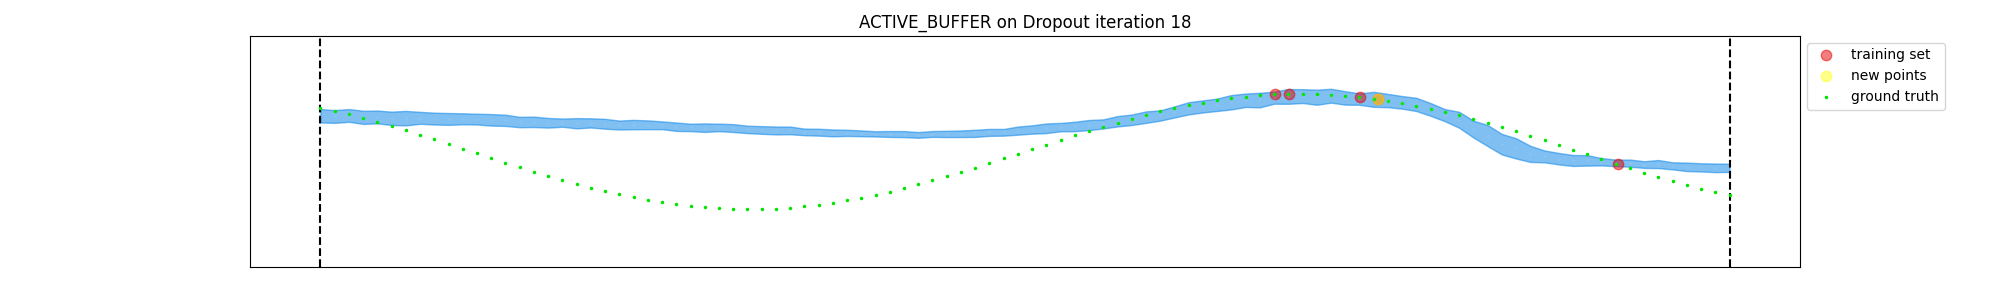 ACTIVE_BUFFER on Dropout iteration 18
training set
new points
ground truth